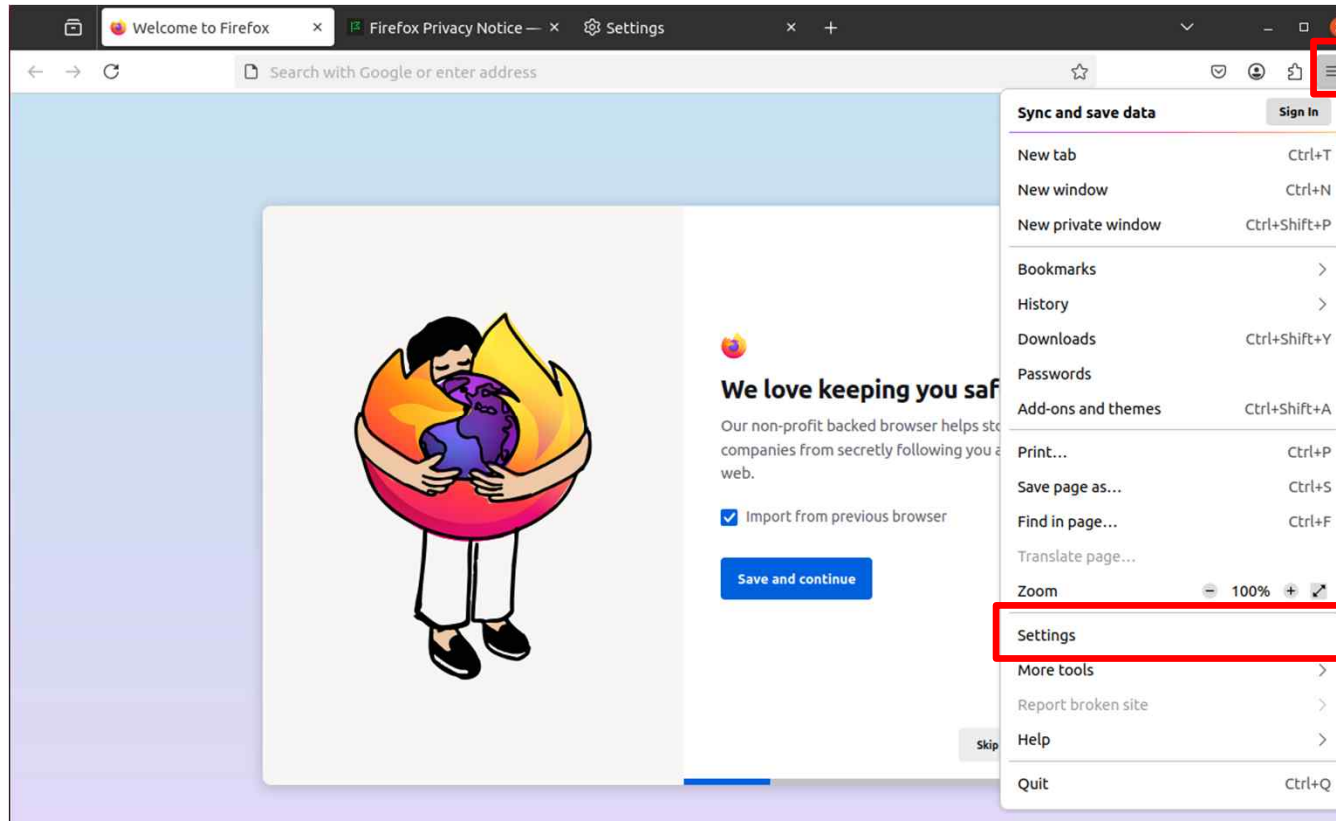 Welcome to Firefox
Firefox Privacy Notice —
Settings
Search with Google or enter address
Sync and save data Sign In
New tab Ctrl+T
New window Ctrl+N
New private window Ctrl+Shift+P
Bookmarks
History
Downloads Ctrl+Shift+Y
Passwords
Add-ons and themes Ctrl+Shift+A
Print... Ctrl+P
Save page as... Ctrl+S
Find in page... Ctrl+F
Translate page...
Zoom 100%
Settings
More tools
Report broken site
Help
Quit Ctrl+Q
We love keeping you saf
Our non-profit backed browser helps sto
companies from secretly following you a
web.
Import from previous browser
Save and continue
Skip